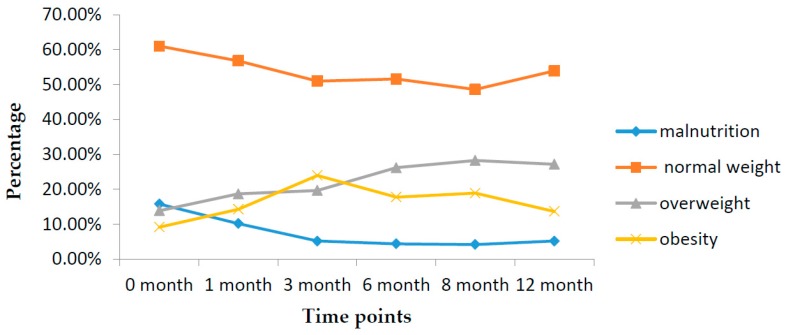 70.00%
60.00%
50.00%
40.00%
30.00%
20.00%
10.00%
0.00%
Percentage
0 month 1 month 3 month 6 month 8 month 12 month
Time points
malnutrition
normal weight
overweight
obesity